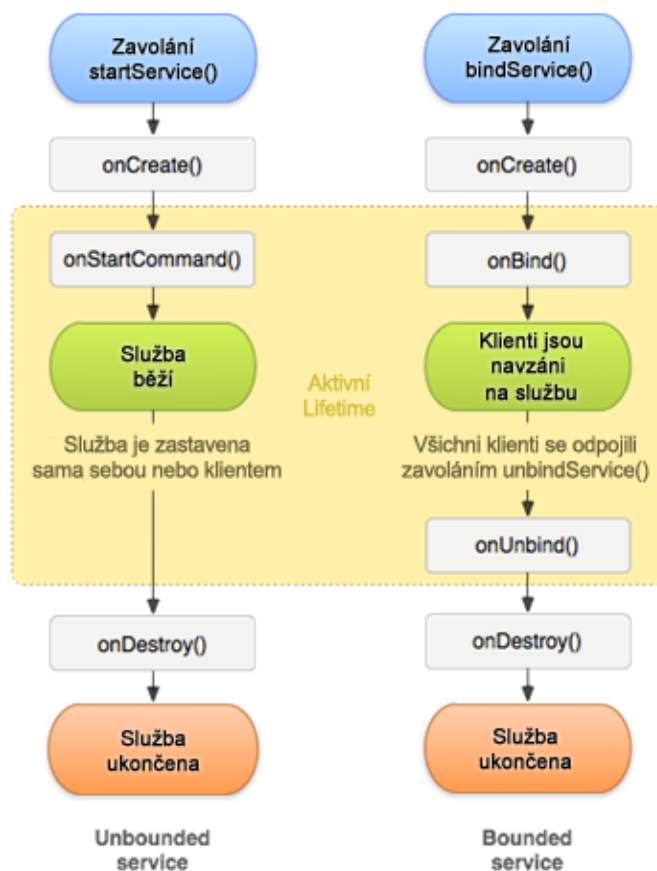 Zavolání
startService()
onCreate()
onStartCommand()
Služba
běží
Služba je zastavena
sama sebou nebo klientem
onDestroy()
Služba
ukončena
Unbounded
service
Aktivní
Lifetime
Zavolání
bindService()
onCreate()
onBind()
Klienti jsou
navzáni
na službu
Všichni klienti se odpojili
zavoláním unbindService()
onUnbind()
onDestroy()
Služba
ukončena
Bounded
service